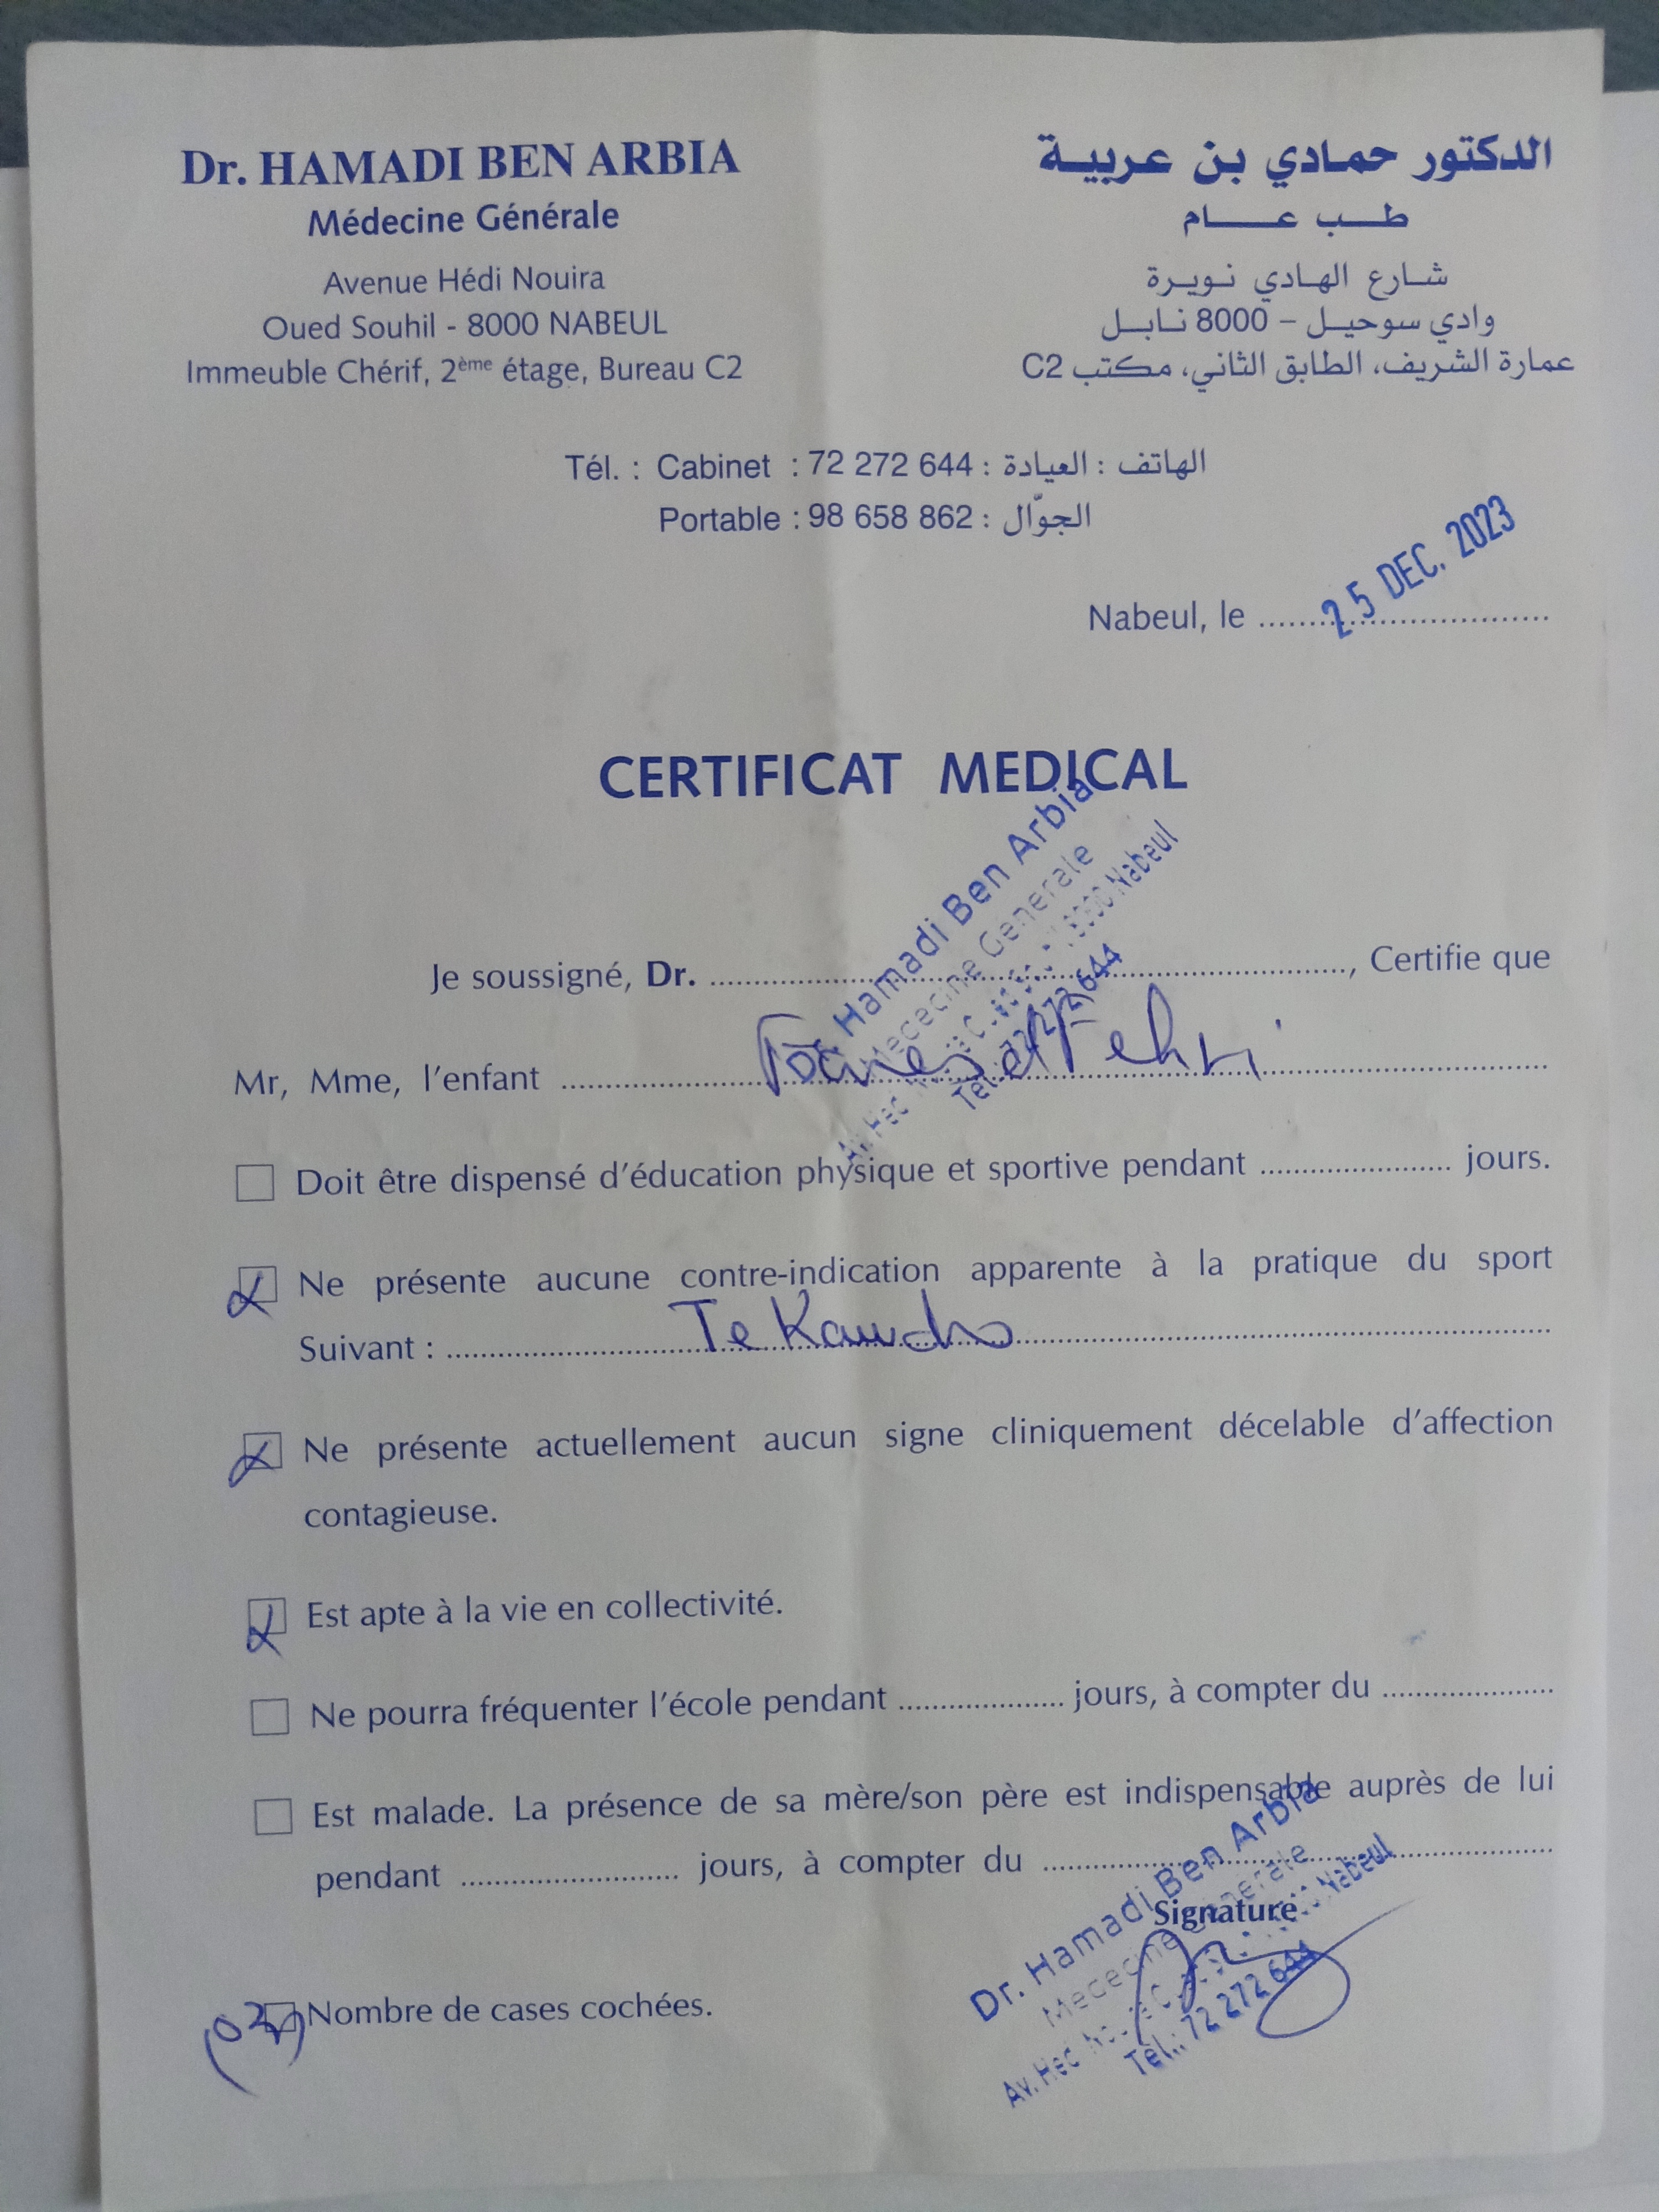 Dr. HAMADI BEN ARBIA
Médecine Générale
Avenue Hédi Nouira
Oued Souhil - 8000 NABEUL
Immeuble Chérif, 2ème étage, Bureau C2
الدكتور حمادي بن عربية
طب عام
شارع الهادي نويرة
وادي سوحيل – 8000 نابل
عمارة الشريف، الطابق الثاني، مكتب C2
Tél. : Cabinet : 72 272 644 : الهاتف : العيادة
Portable : 98 658 862 : الجوّال
Nabeul, le 25 DEC. 2023
CERTIFICAT MEDICAL
Hamadi Ben Arbia
Generale
Nabeul
Tél 72 272 644
Je soussigné, Dr. , Certifie que
Mr, Mme, l'enfant Fehri
Doit être dispensé d'éducation physique et sportive pendant jours.
Ne présente aucune contre-indication apparente à la pratique du sport
Suivant : Tekawdo
Ne présente actuellement aucun signe cliniquement décelable d'affection
contagieuse.
Est apte à la vie en collectivité.
Ne pourra fréquenter l'école pendant jours, à compter du
Est malade. La présence de sa mère/son père est indispensable auprès de lui
pendant jours, à compter du
Signature
Dr. Hamadi Ben Arbia
Nabeul
Tél.: 72 272 644
Nombre de cases cochées.